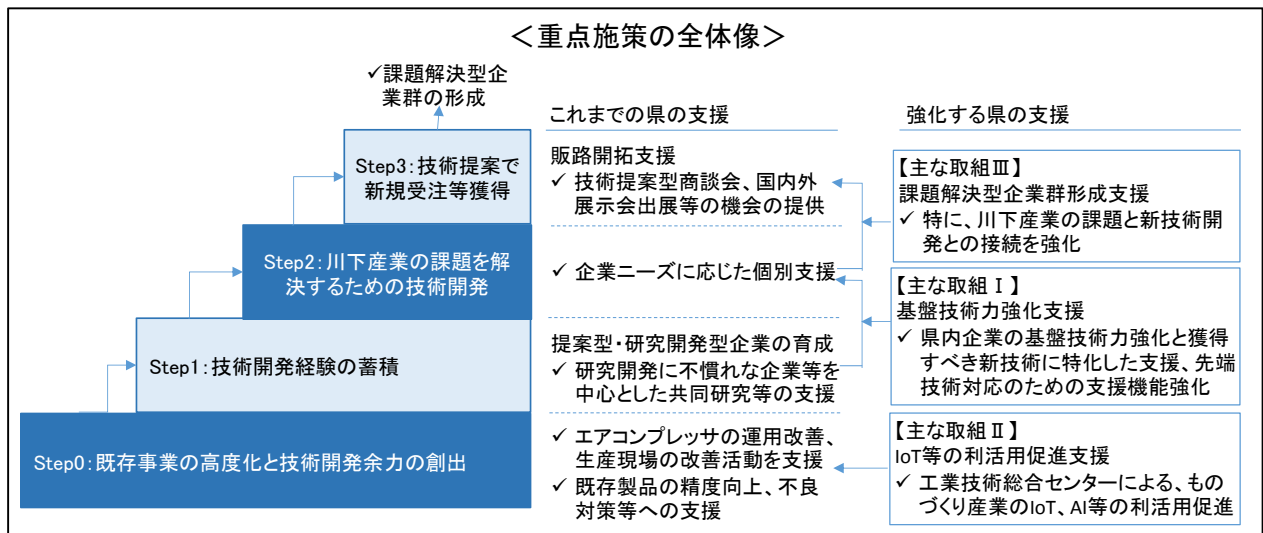 ＜重点施策の全体像＞
✓課題解決型企
業群の形成
Step3：技術提案で
新規受注等獲得
Step2：川下産業の課題を解
決するための技術開発
Step1：技術開発経験の蓄積
Step0：既存事業の高度化と技術開発余力の創出
これまでの県の支援
販路開拓支援
✓ 技術提案型商談会、国内外
展示会出展等の機会の提供
✓ 企業ニーズに応じた個別支援
提案型・研究開発型企業の育成
✓ 研究開発に不慣れな企業等を
中心とした共同研究等の支援
✓ エアコンプレッサの運用改善、
生産現場の改善活動を支援
✓ 既存製品の精度向上、不良
対策等への支援
強化する県の支援
【主な取組Ⅲ】
課題解決型企業群形成支援
✓ 特に、川下産業の課題と新技術開
発との接続を強化
【主な取組Ⅰ】
基盤技術力強化支援
✓ 県内企業の基盤技術力強化と獲得
すべき新技術に特化した支援、先端
技術対応のための支援機能強化
【主な取組Ⅱ】
IoT等の利活用促進支援
✓ 工業技術総合センターによる、もの
づくり産業のIoT、AI等の利活用促進